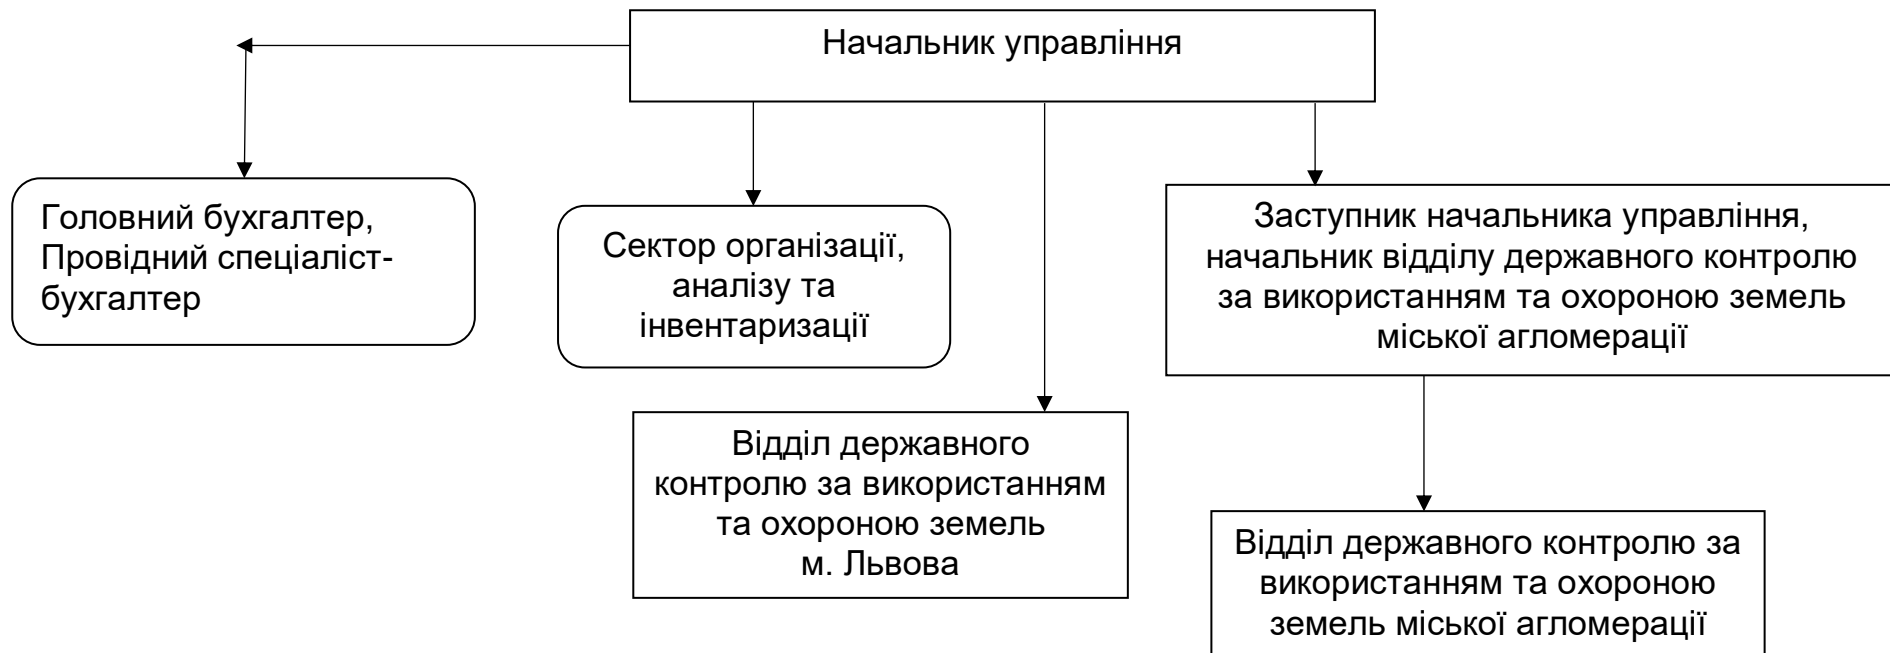 Начальник управління
Головний бухгалтер,
Провідний спеціаліст-
бухгалтер
Сектор організації,
аналізу та
інвентаризації
Заступник начальника управління,
начальник відділу державного контролю
за використанням та охороною земель
міської агломерації
Відділ державного
контролю за використанням
та охороною земель
м. Львова
Відділ державного контролю за
використанням та охороною
земель міської агломерації